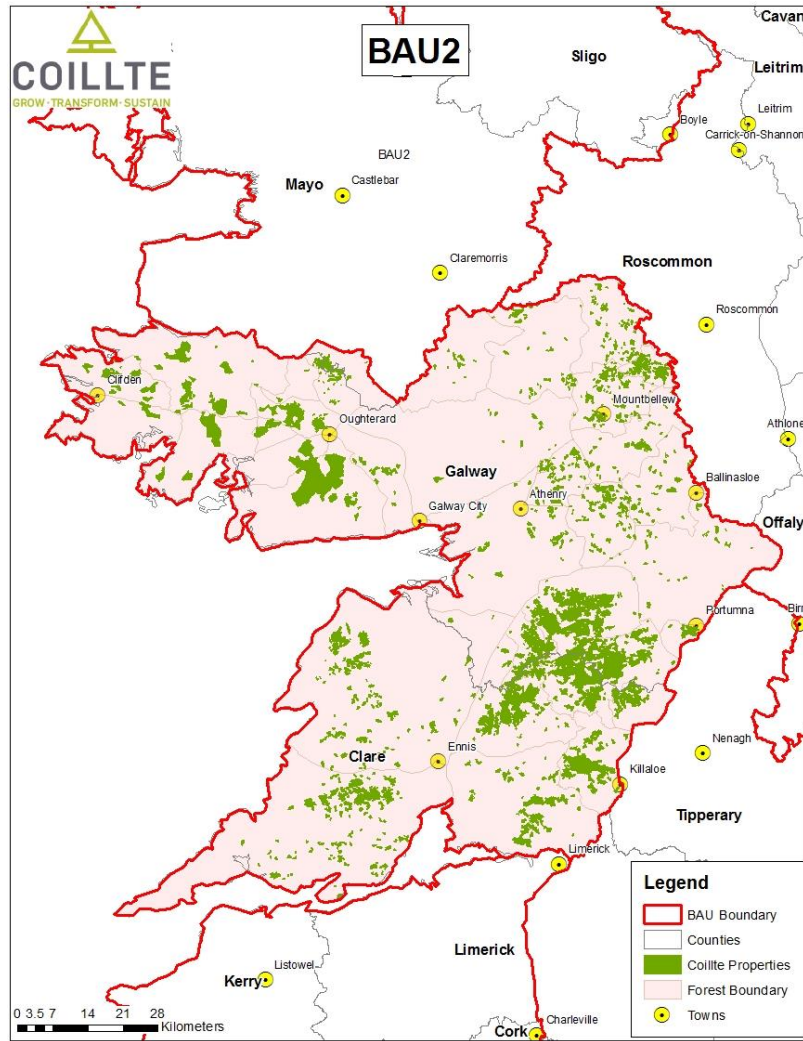 COILLTE
GROW·TRANSFORM·SUSTAIN
BAU2
Cavan
Sligo
Leitrim
Leitrim
Boyle
Carrick-on-Shannon
BAU2
Mayo
Castlebar
Claremorris
Roscommon
Roscommon
Clifden
Mountbellew
Oughterard
Athlone
Galway
Ballinasloe
Athenry
Galway City
Offaly
Portumna
Bir
Clare
Ennis
Nenagh
Killaloe
Tipperary
Limerick
Limerick
Kerry
Listowel
Charleville
Cork
Legend
BAU Boundary
Counties
Coillte Properties
Forest Boundary
Towns
0 3.5 7 14 21 28
Kilometers